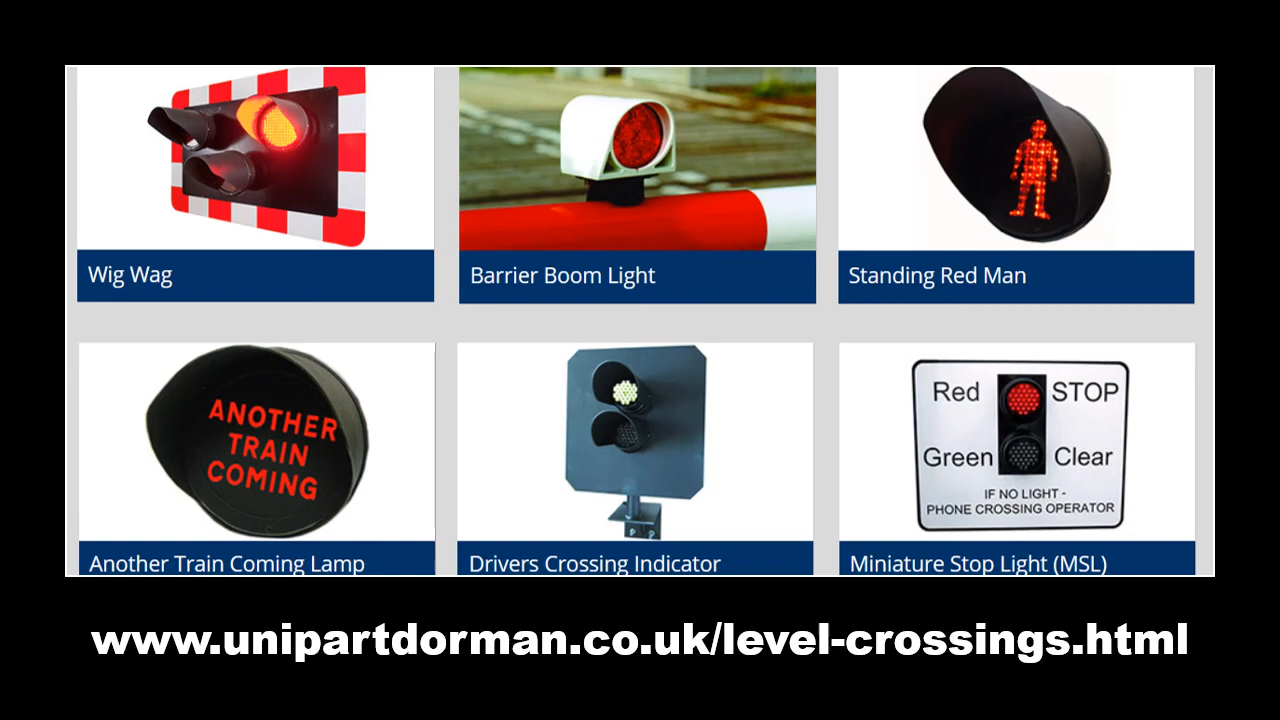 Wig Wag
Barrier Boom Light
Standing Red Man
ANOTHER
TRAIN
COMING
Red STOP
Green Clear
IF NO LIGHT -
PHONE CROSSING OPERATOR
Another Train Coming Lamp
Drivers Crossing Indicator
Miniature Stop Light (MSL)
www.unipartdorman.co.uk/level-crossings.html